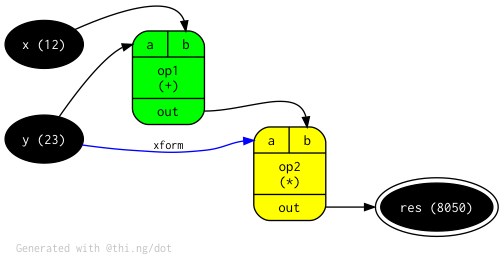 x (12)
a b
op1
(+)
out
y (23)
xform
a b
op2
(*)
out
res (8050)
Generated with @thi.ng/dot